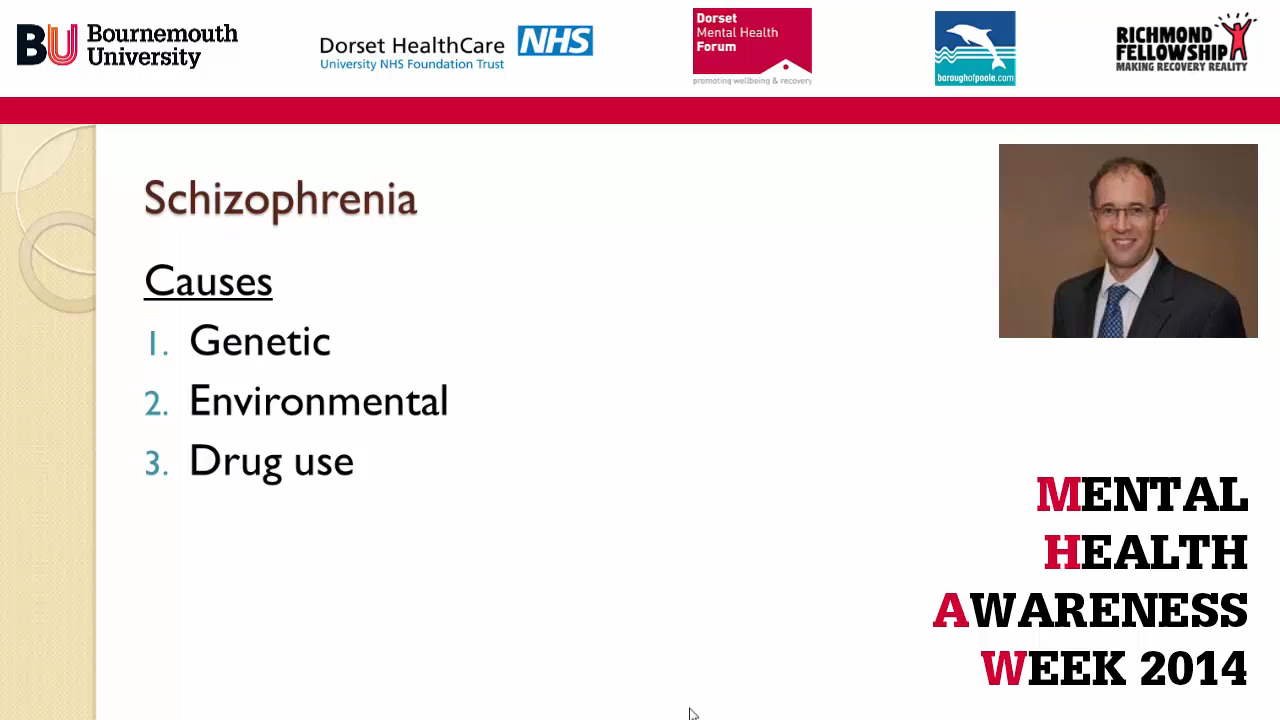 BU Bournemouth
University
Dorset HealthCare NHS
University NHS Foundation Trust
Dorset
Mental Health
Forum
promoting wellbeing & recovery
boroughofpoole.com
RICHMOND
FELLOWSHIP
MAKING RECOVERY REALITY
Schizophrenia
Causes
1. Genetic
2. Environmental
3. Drug use
MENTAL
HEALTH
AWARENESS
WEEK 2014